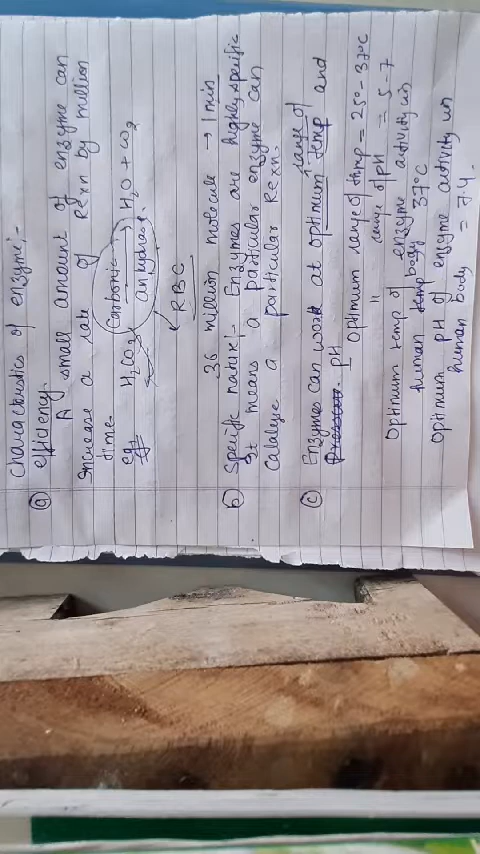 Characteristics of enzyme:-
(a) efficiency.
A small amount of enzyme can
increase a rate of Rexn by million
time.
eg H2CO3 Carbonic anhydrase → H2O + CO2
RBC
36 million molecule → 1 min
(b) Specific nature:- Enzymes are highly specific
It means a particular enzyme can
catalyse a particular Rexn.
(c) Enzymes can work at optimum range of temp and
pH
optimum range of temp = 25°- 37°C
" range of pH = 5-7
optimum temp of enzyme activity in
human body temp 37°C
optimum pH of enzyme activity in
human body = 7.4.